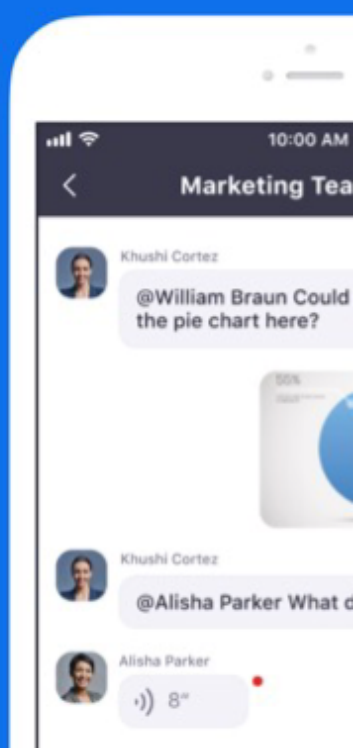 10:00 AM
Marketing Tea
Khushi Cortez
@William Braun Could
the pie chart here?
55%
Khushi Cortez
@Alisha Parker What d
Alisha Parker
8"